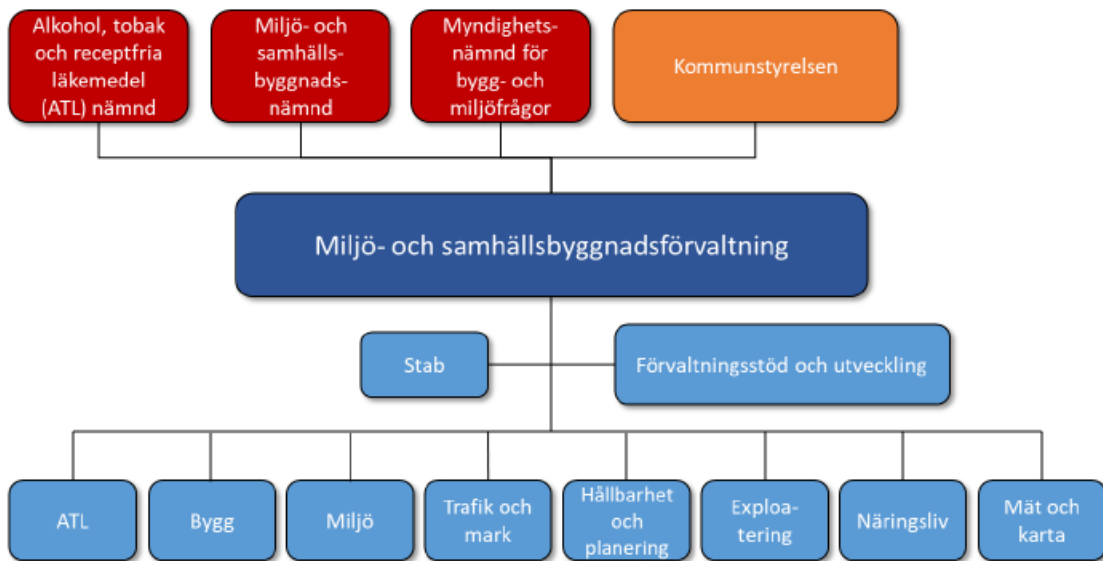 Alkohol, tobak
och receptfria
läkemedel
(ATL) nämnd
Miljö- och
samhälls-
byggnads-
nämnd
Myndighets-
nämnd för
bygg- och
miljöfrågor
Kommunstyrelsen
Miljö- och samhällsbyggnadsförvaltning
Stab
Förvaltningsstöd och utveckling
ATL
Bygg
Miljö
Trafik och
mark
Hållbarhet
och
planering
Exploa-
tering
Näringsliv
Mät och
karta